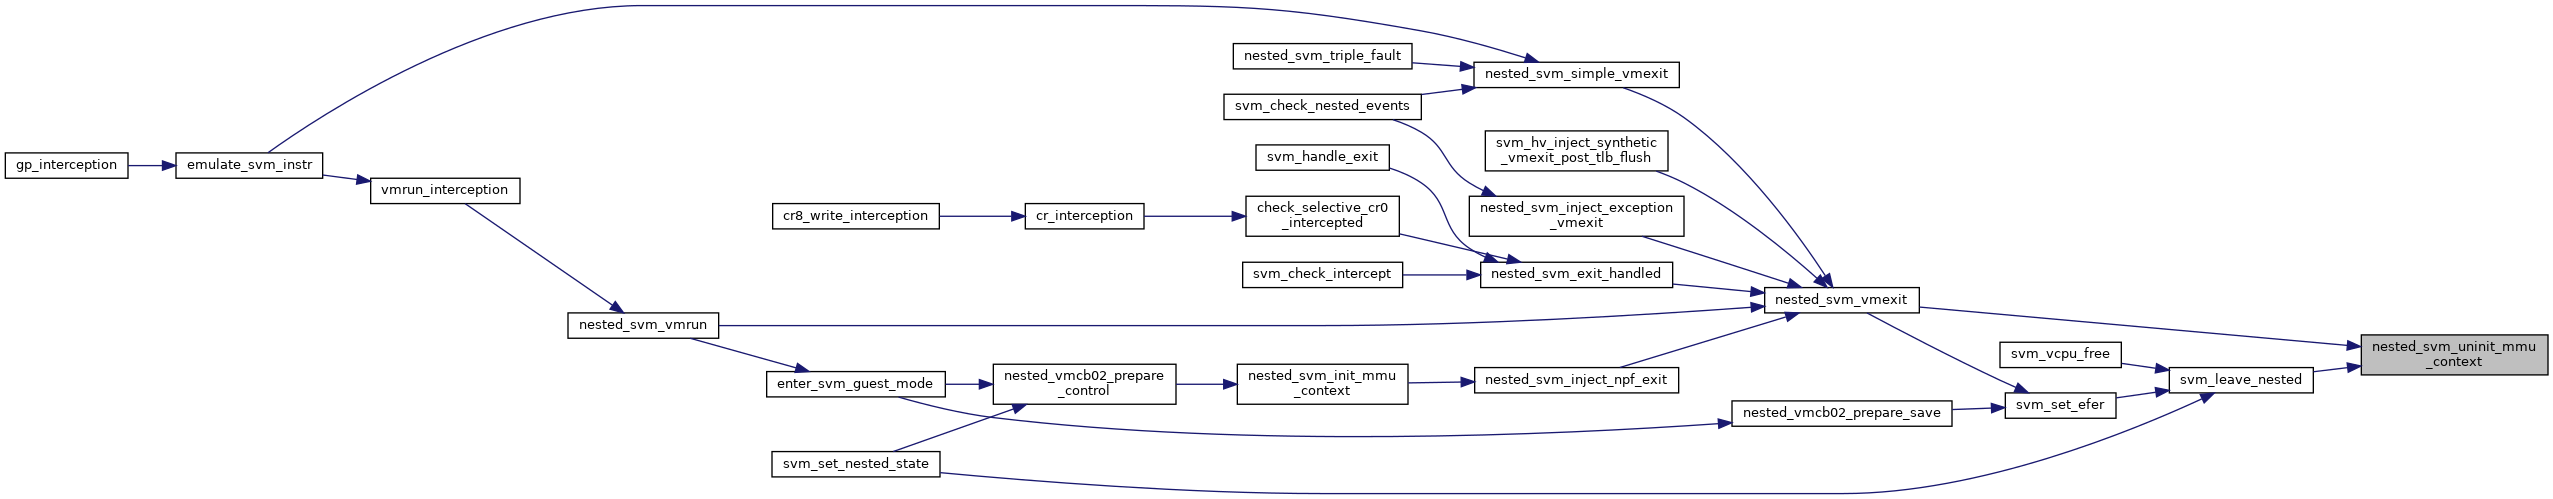 nested_svm_triple_fault
nested_svm_simple_vmexit
svm_check_nested_events
svm_hv_inject_synthetic
_vmexit_post_tlb_flush
svm_handle_exit
gp_interception
emulate_svm_instr
vmrun_interception
cr8_write_interception
cr_interception
check_selective_cr0
_intercepted
nested_svm_inject_exception
_vmexit
svm_check_intercept
nested_svm_exit_handled
nested_svm_vmexit
nested_svm_vmrun
nested_svm_uninit_mmu
_context
svm_vcpu_free
svm_leave_nested
enter_svm_guest_mode
nested_vmcb02_prepare
_control
nested_svm_init_mmu
_context
nested_svm_inject_npf_exit
svm_set_efer
nested_vmcb02_prepare_save
svm_set_nested_state